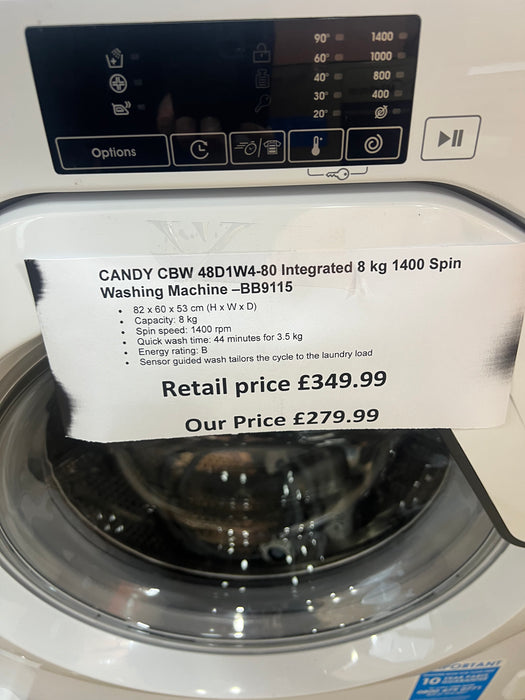 90° 1400
60° 1000
40° 800
30° 400
20°
Options
CANDY CBW 48D1W4-80 Integrated 8 kg 1400 Spin
Washing Machine –BB9115
• 82 x 60 x 53 cm (H x W x D)
• Capacity: 8 kg
• Spin speed: 1400 rpm
• Quick wash time: 44 minutes for 3.5 kg
• Energy rating: B
• Sensor guided wash tailors the cycle to the laundry load
Retail price £349.99
Our Price £279.99
10